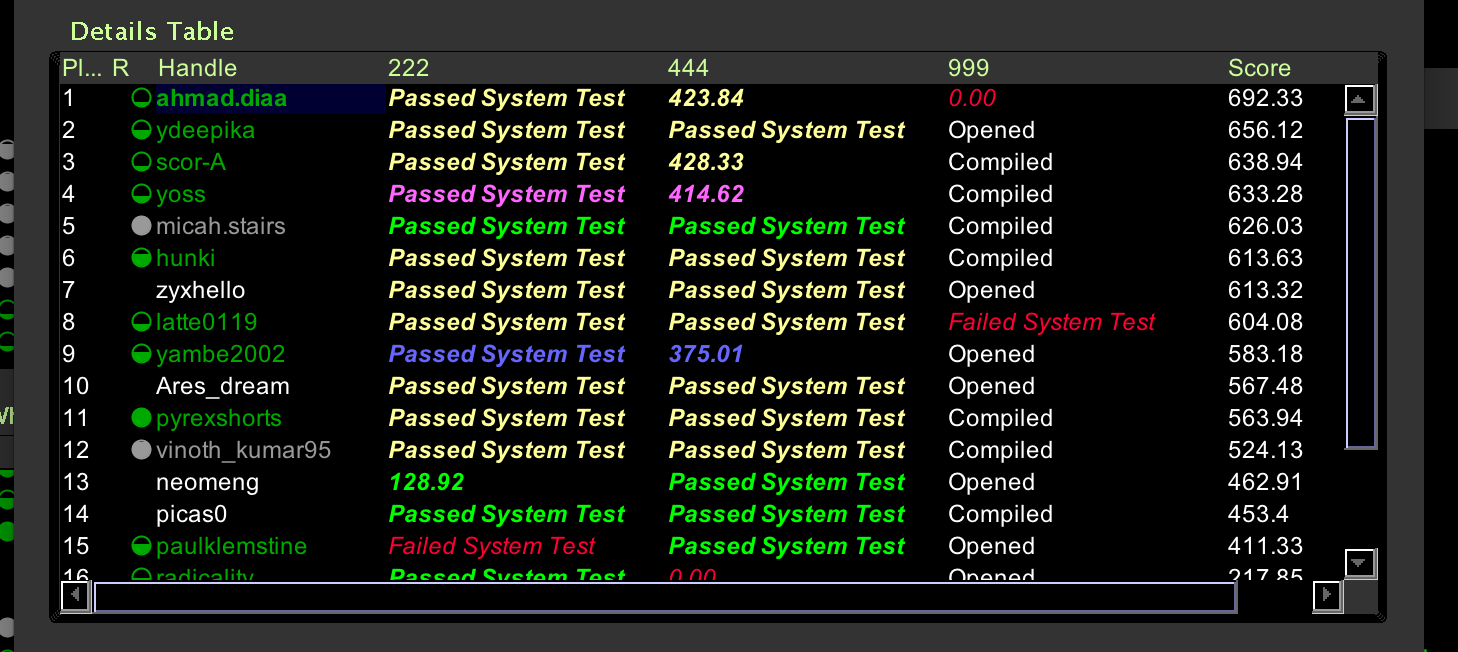 Details Table
Pl... R Handle 222 444 999 Score
1 ahmad.diaa Passed System Test 423.84 0.00 692.33
2 ydeepika Passed System Test Passed System Test Opened 656.12
3 scor-A Passed System Test 428.33 Compiled 638.94
4 yoss Passed System Test 414.62 Compiled 633.28
5 micah.stairs Passed System Test Passed System Test Compiled 626.03
6 hunki Passed System Test Passed System Test Compiled 613.63
7 zyxhello Passed System Test Passed System Test Opened 613.32
8 latte0119 Passed System Test Passed System Test Failed System Test 604.08
9 yambe2002 Passed System Test 375.01 Opened 583.18
10 Ares_dream Passed System Test Passed System Test Opened 567.48
11 pyrexshorts Passed System Test Passed System Test Compiled 563.94
12 vinoth_kumar95 Passed System Test Passed System Test Compiled 524.13
13 neomeng 128.92 Passed System Test Opened 462.91
14 picas0 Passed System Test Passed System Test Compiled 453.4
15 paulklemstine Failed System Test Passed System Test Opened 411.33
16 radicality Passed System Test 0.00 Opened 217.85